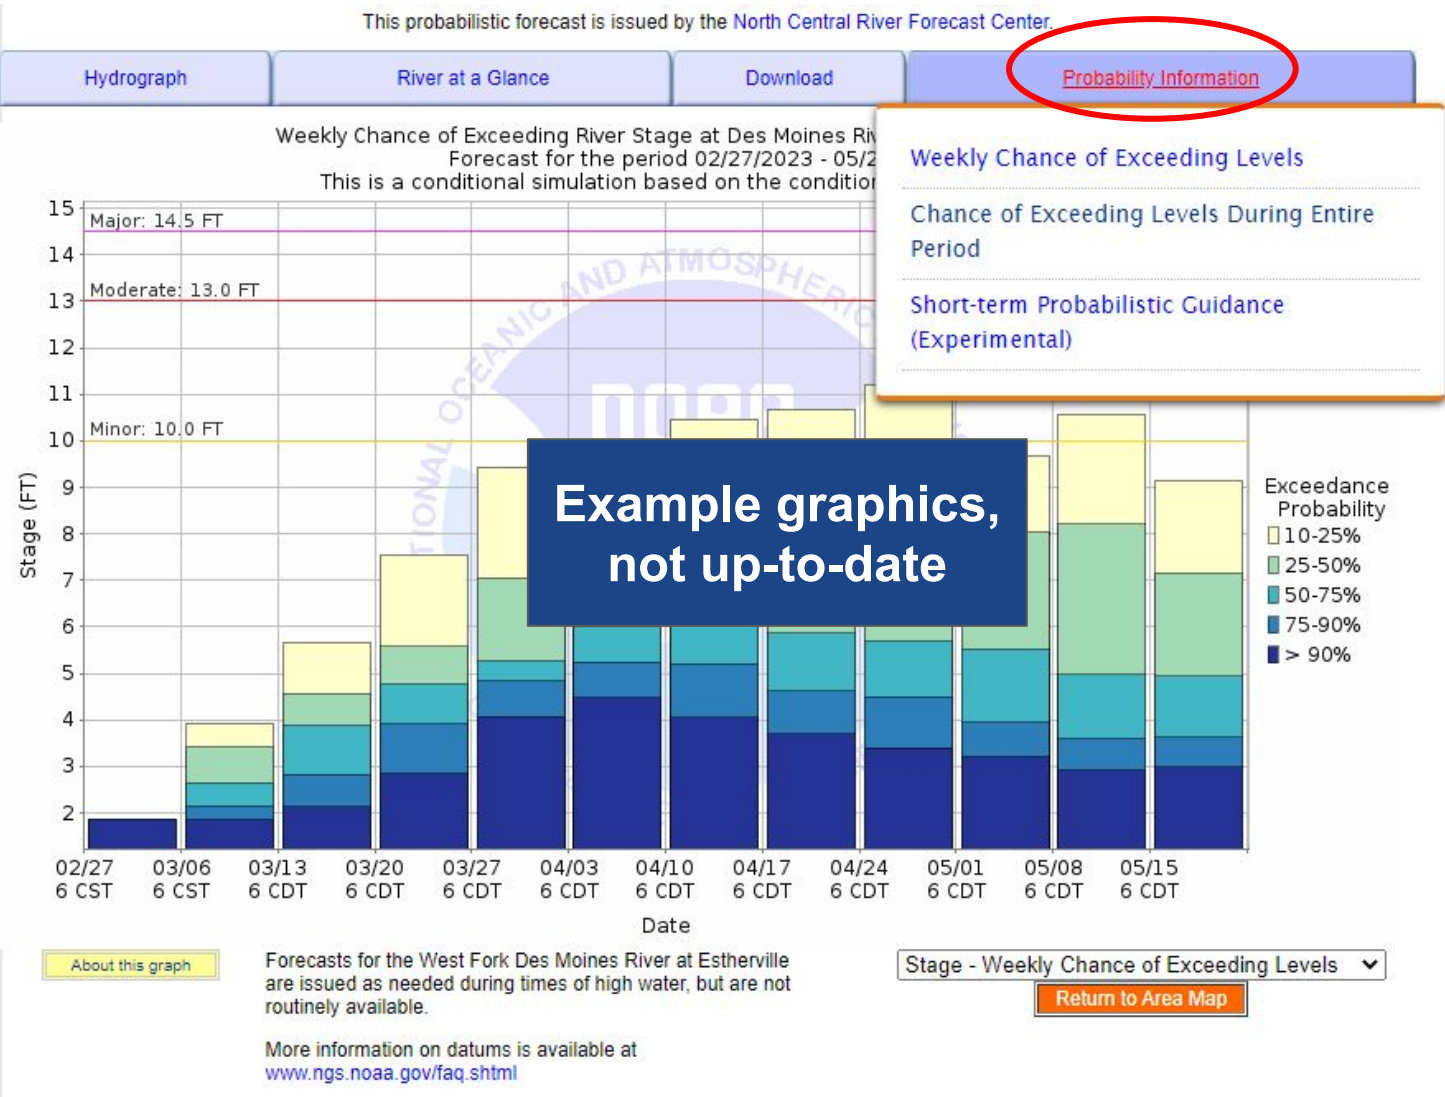 This probabilistic forecast is issued by the North Central River Forecast Center.
Hydrograph
River at a Glance
Download
Probability Information
Weekly Chance of Exceeding Levels
Chance of Exceeding Levels During Entire
Period
Short-term Probabilistic Guidance
(Experimental)
Weekly Chance of Exceeding River Stage at Des Moines
Forecast for the period 02/27/2023 - 05/2
This is a conditional simulation based on the
15
14
13
12
11
10
9
8
7
6
5
4
3
2
Stage (FT)
Major: 14.5 FT
Moderate: 13.0 FT
Minor: 10.0 FT
Example graphics,
not up-to-date
Exceedance
Probability
10-25%
25-50%
50-75%
75-90%
> 90%
02/27 03/06 03/13 03/20 03/27 04/03 04/10 04/17 04/24 05/01 05/08 05/15
6 CST 6 CST 6 CDT 6 CDT 6 CDT 6 CDT 6 CDT 6 CDT 6 CDT 6 CDT 6 CDT 6 CDT
Date
About this graph
Forecasts for the West Fork Des Moines River at Estherville
are issued as needed during times of high water, but are not
routinely available.
More information on datums is available at
www.ngs.noaa.gov/faq.shtml
Stage - Weekly Chance of Exceeding Levels
Return to Area Map